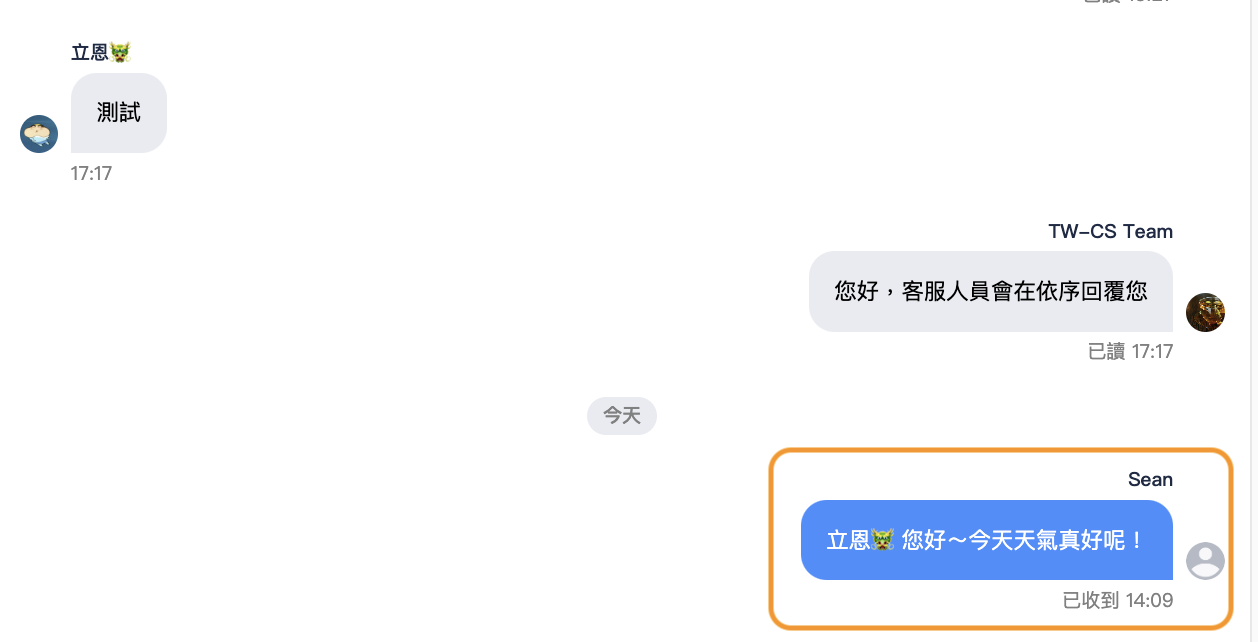 立恩🐲
測試
17:17
TW-CS Team
您好，客服人員會在依序回覆您
已讀 17:17
今天
Sean
立恩🐲 您好～今天天氣真好呢！
已收到 14:09